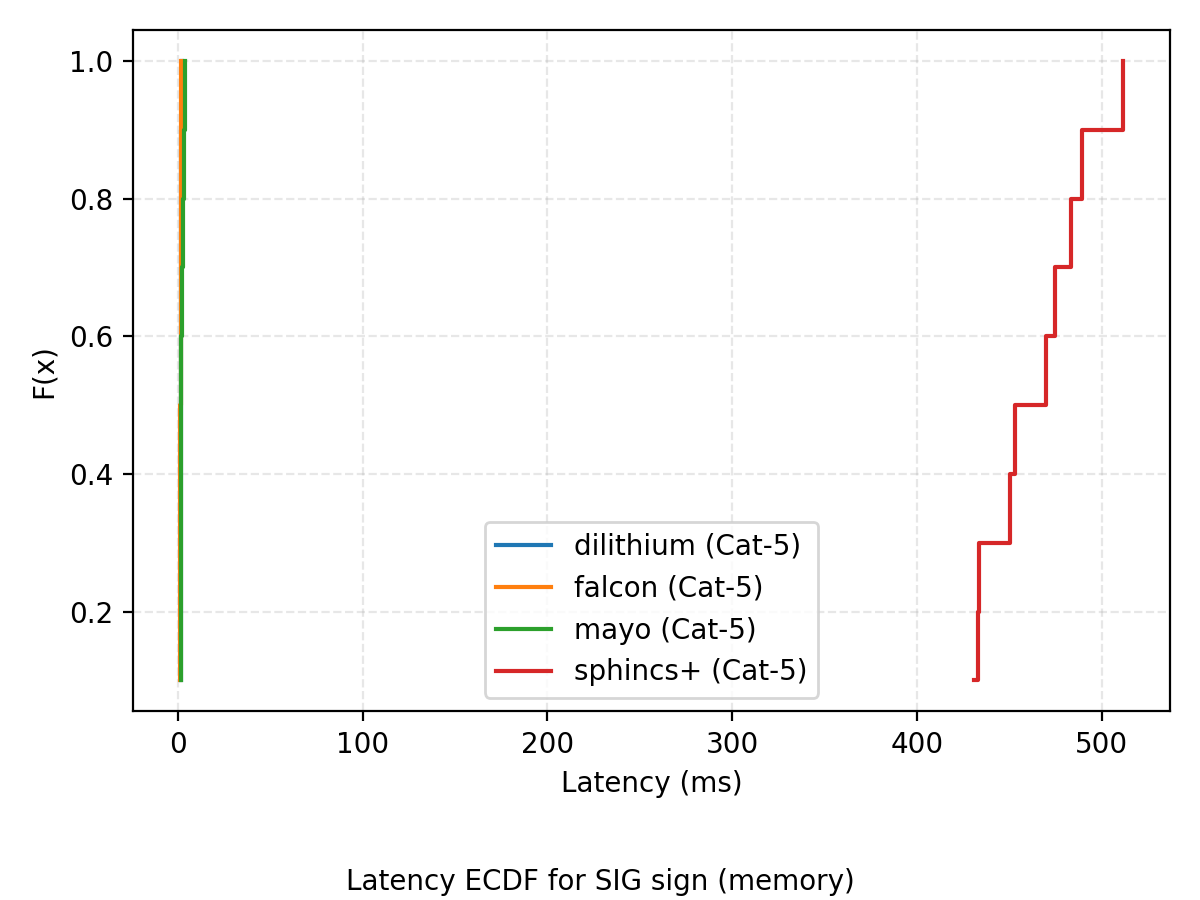 1.0
0.8
0.6
0.4
0.2
F(x)
dilithium (Cat-5)
falcon (Cat-5)
mayo (Cat-5)
sphincs+ (Cat-5)
0 100 200 300 400 500
Latency (ms)
Latency ECDF for SIG sign (memory)